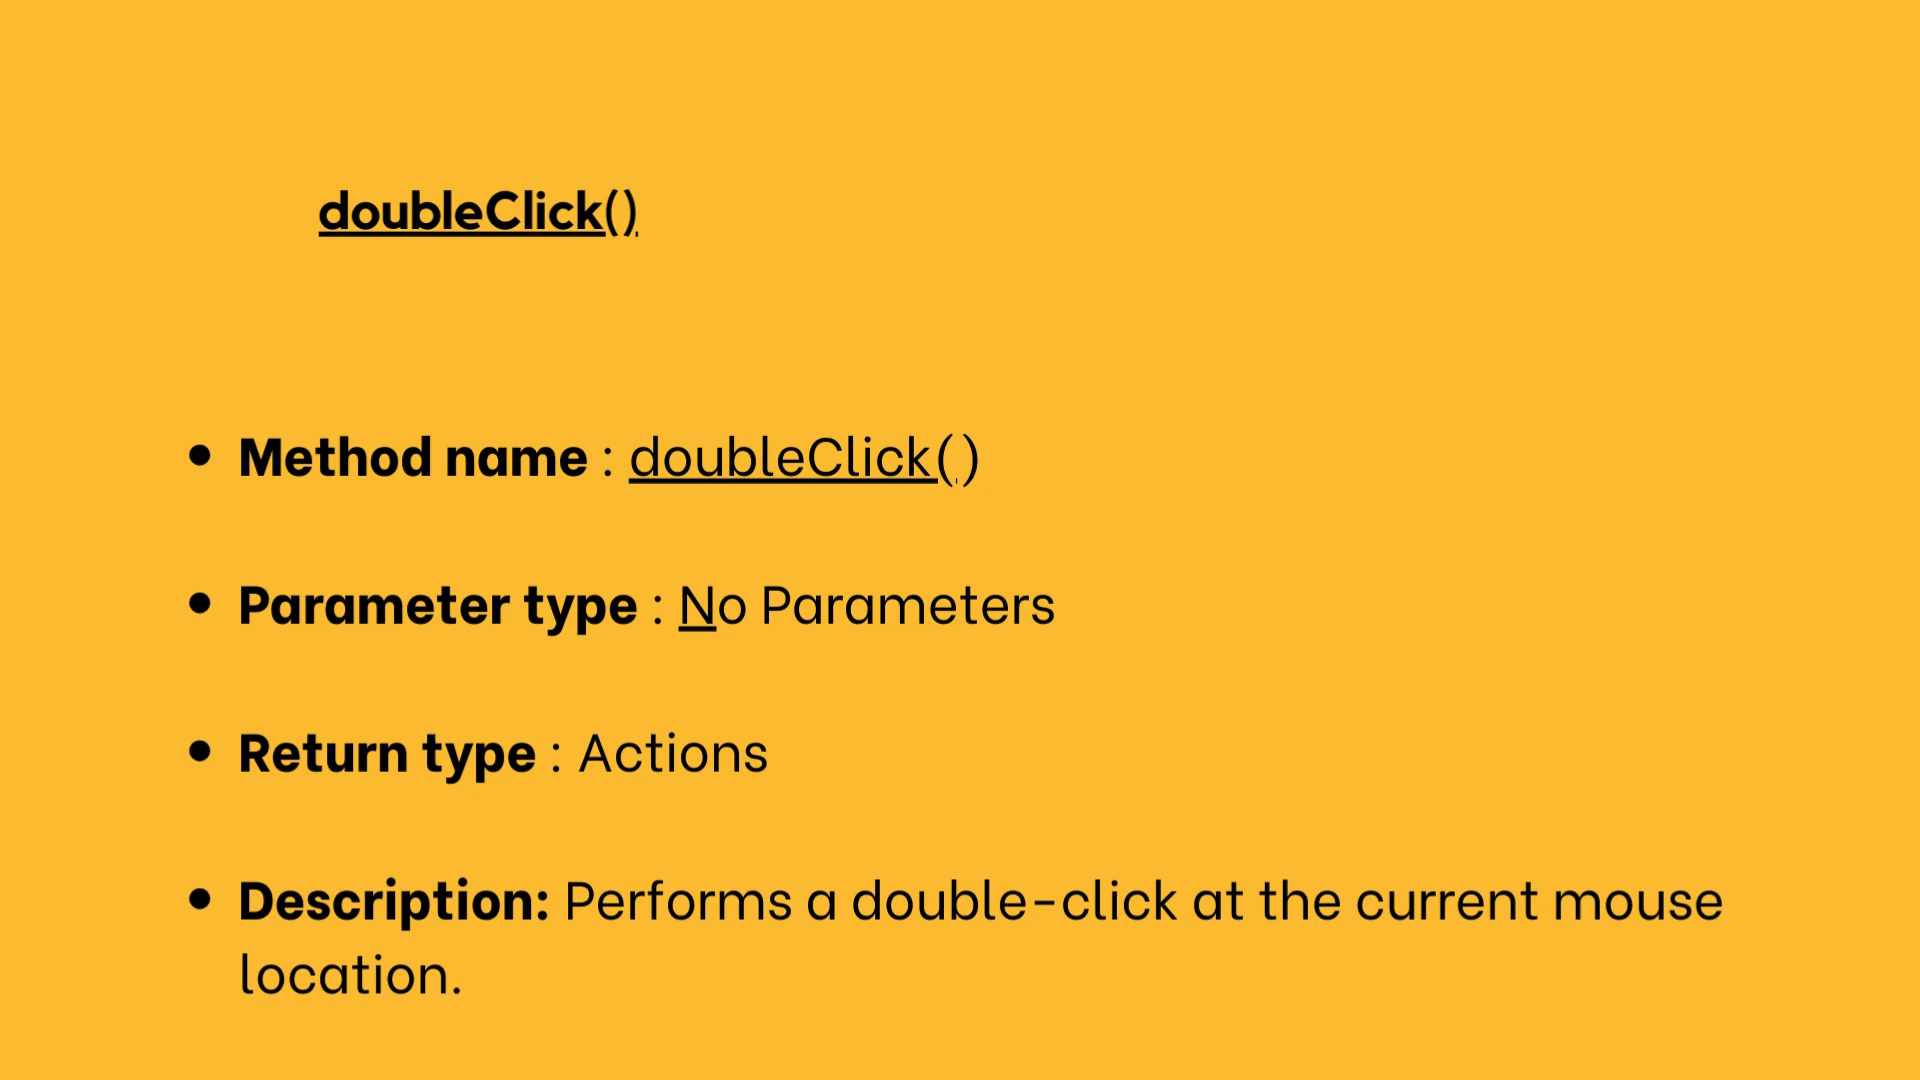 doubleClick()
• Method name : doubleClick( )
• Parameter type : No Parameters
• Return type : Actions
• Description: Performs a double-click at the current mouse
location.